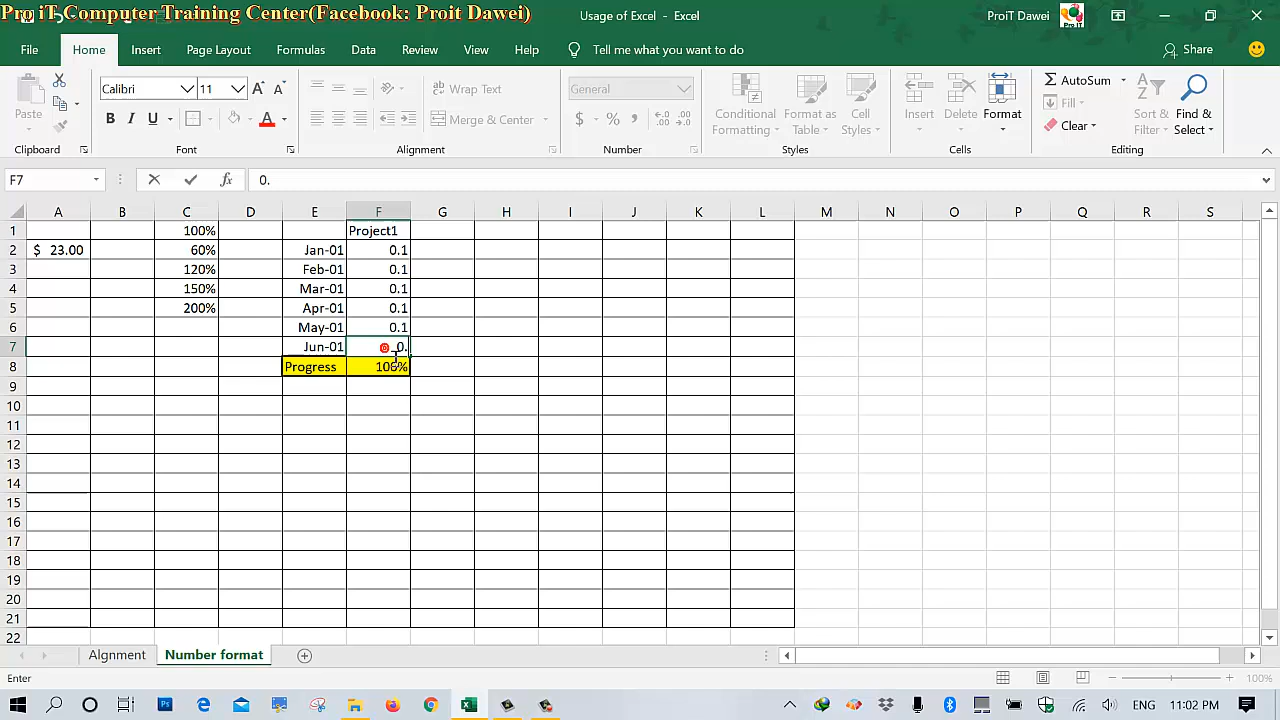 Pro iT Computer Training Center(Facebook: Proit Dawei)
Usage of Excel - Excel
ProiT Dawei
File Home Insert Page Layout Formulas Data Review View Help Tell me what you want to do Share
Paste
Clipboard
Calibri 11
B I U A
Font
Wrap Text
Merge & Center
Alignment
General
$ % ,
Number
Conditional Formatting
Format as Table
Cell Styles
Styles
Insert
Delete
Format
Cells
AutoSum
Fill
Clear
Sort & Filter
Find & Select
Editing
F7 fx 0.
A B C D E F G H I J K L M N O P Q R S
1 100% Project1
2 $ 23.00 60% Jan-01 0.1
3 120% Feb-01 0.1
4 150% Mar-01 0.1
5 200% Apr-01 0.1
6 May-01 0.1
7 Jun-01 0.
8 Progress
9
10
11
12
13
14
15
16
17
18
19
20
21
22
Alignment Number format
Enter 100%
ENG 11:02 PM